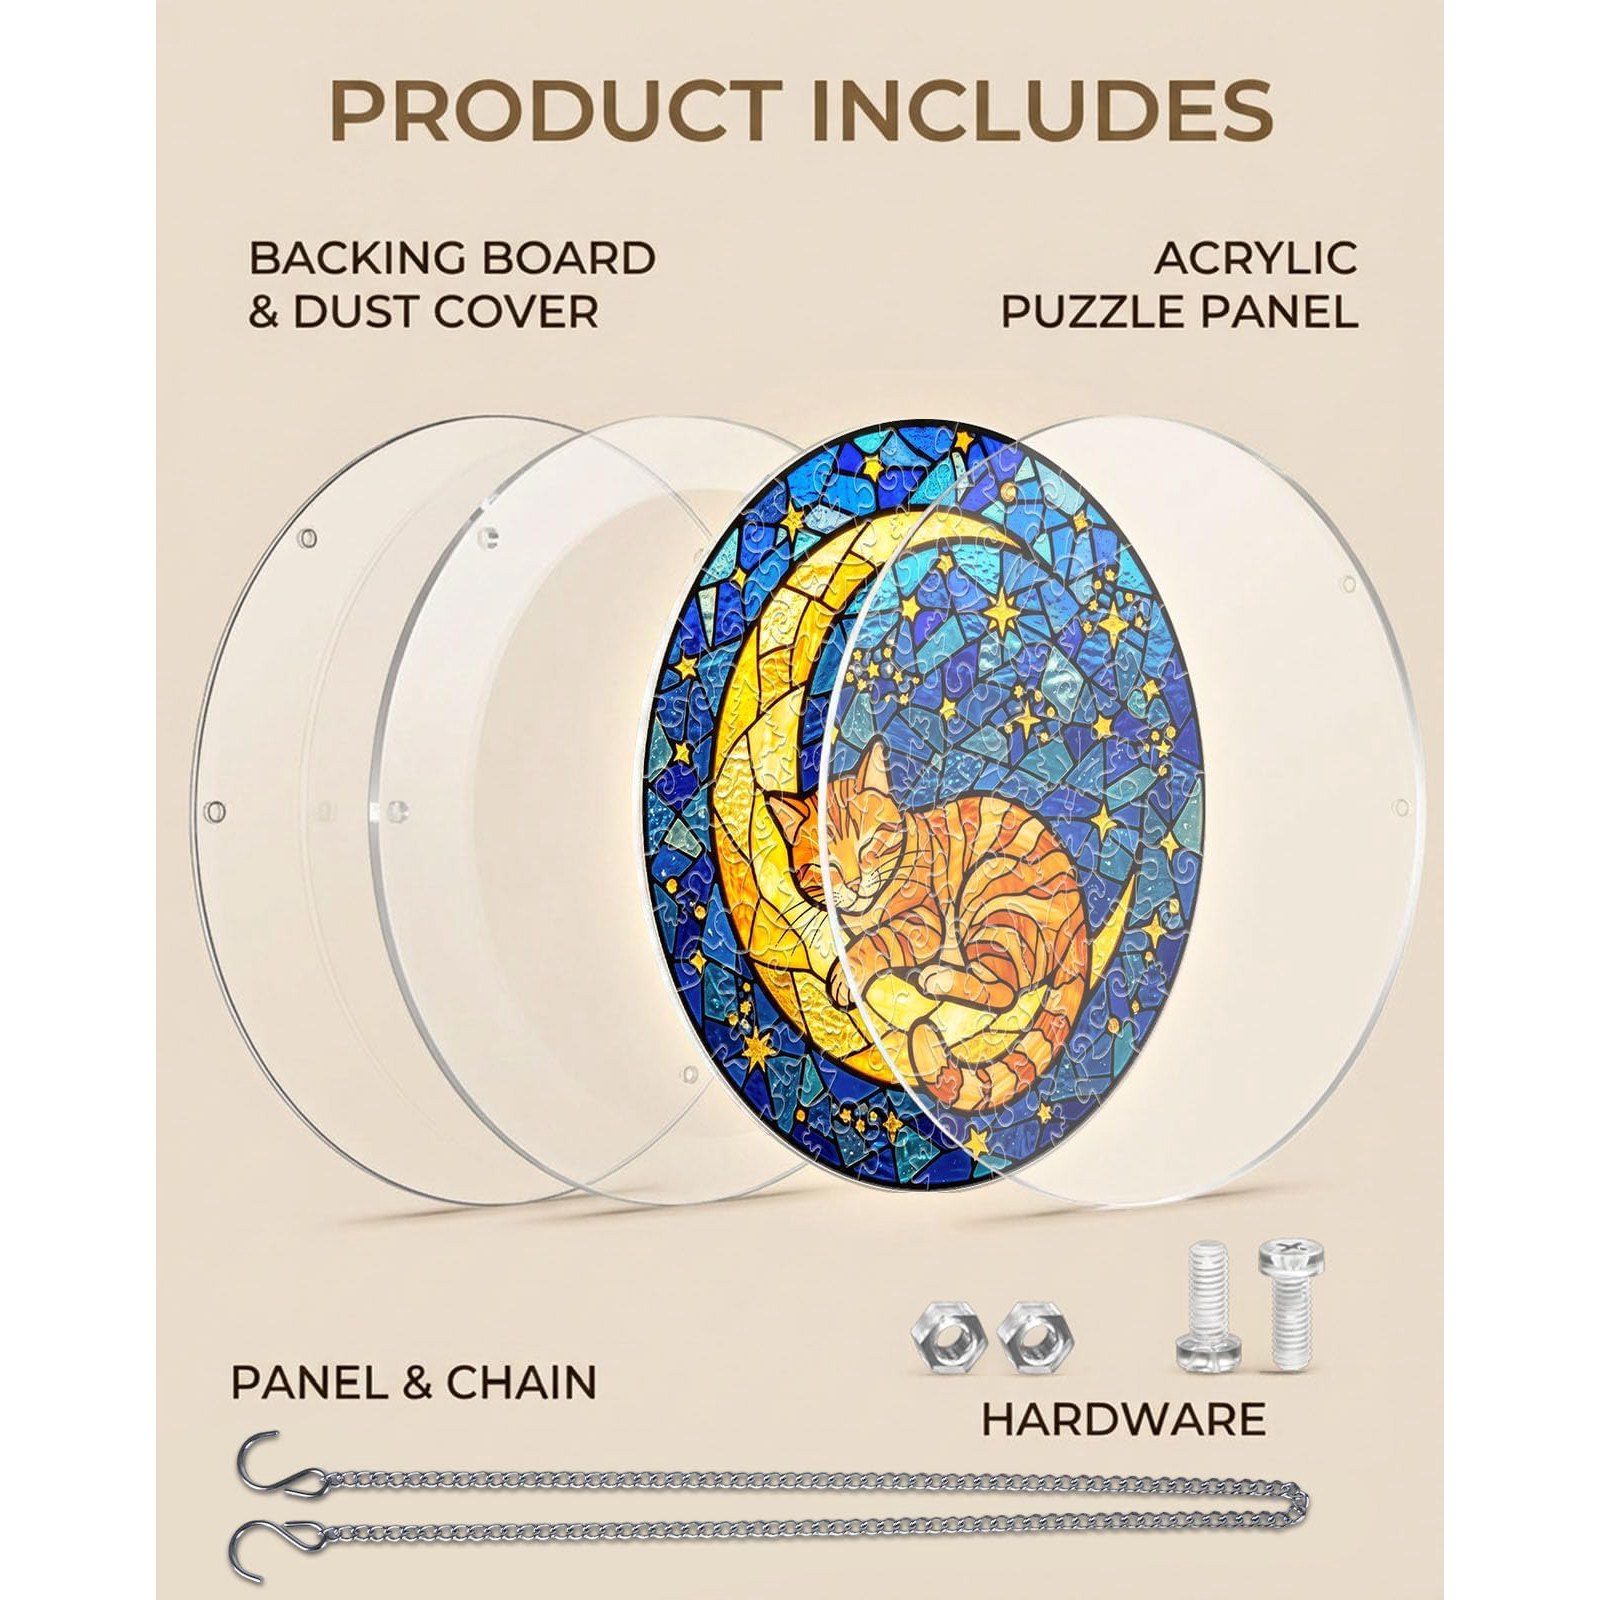 PRODUCT INCLUDES
BACKING BOARD
& DUST COVER
ACRYLIC
PUZZLE PANEL
PANEL & CHAIN
HARDWARE